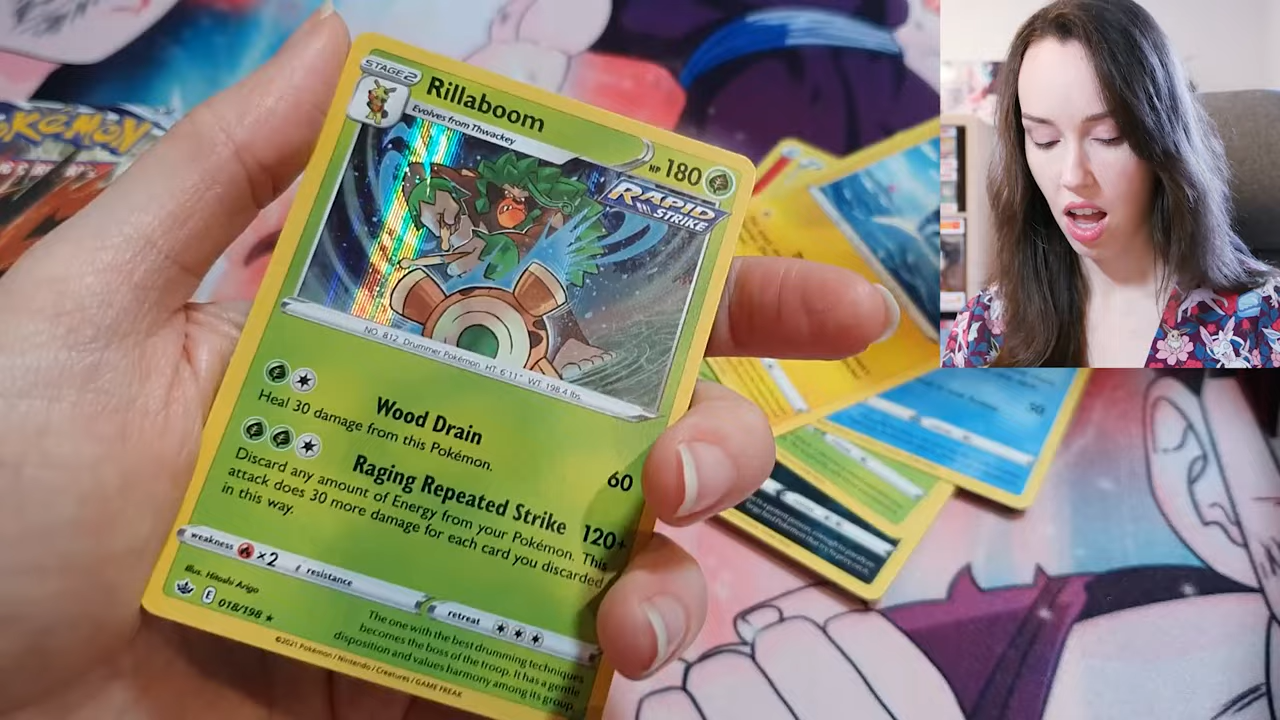 POKÉMON
STAGE 2
Rillaboom
Evolves from Thwackey
HP 180
RAPID
STRIKE
NO. 812 Drummer Pokémon HT: 6'11" WT: 198.4 lbs.
Wood Drain 60
Heal 30 damage from this Pokémon.
Raging Repeated Strike 120+
Discard any amount of Energy from your Pokémon. This
attack does 30 more damage for each card you discarded
in this way.
weakness ×2 resistance retreat
Illus. Hitoshi Ariga
E 018/198 ★
The one with the best drumming techniques
becomes the boss of the troop. It has a gentle
disposition and values harmony among its group.
©2021 Pokémon / Nintendo / Creatures / GAME FREAK
50